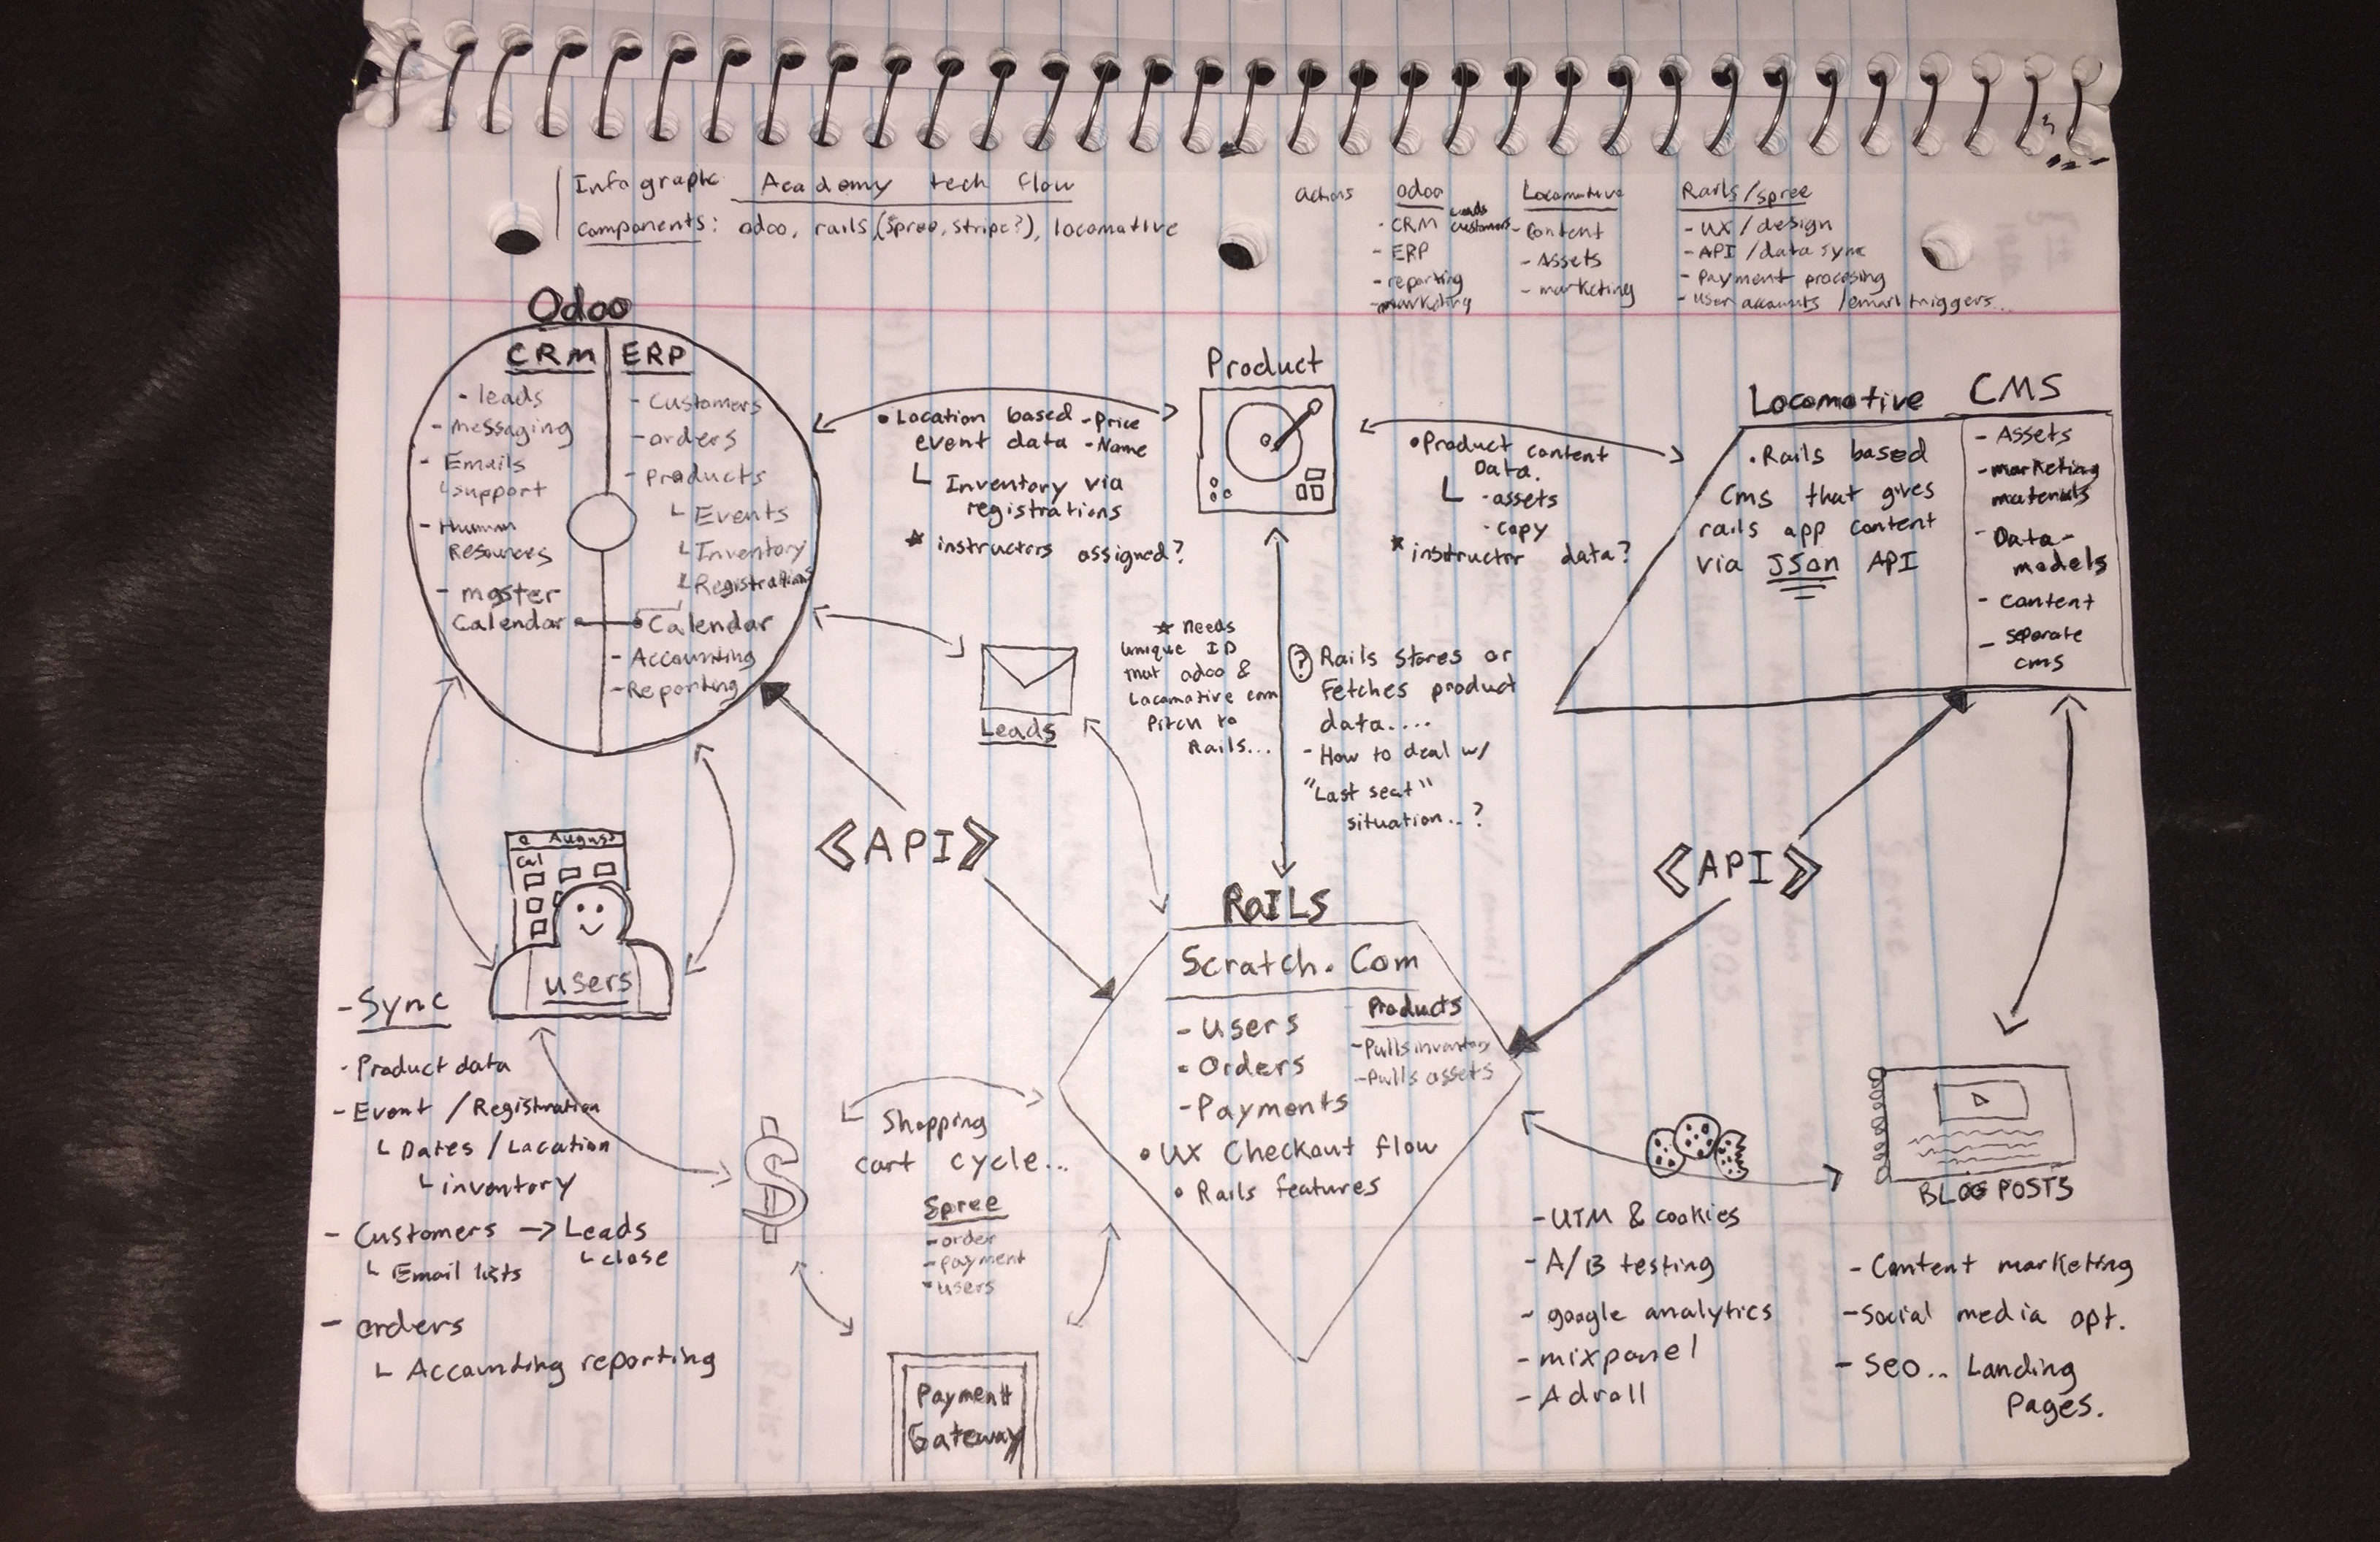 Infographic: Academy tech flow
Components: odoo, rails (Spree, stripe?), locomotive
Actions
Odoo
- CRM Leads customers
- ERP
- reporting
- marketing
Locomotive
- Content
- Assets
- marketing
Rails/Spree
- UX/design
- API/data sync
- Payment procesing
- User accounts /email triggers...
Odoo
CRM
- leads
- messaging
- Emails
└ support
- Human
Resources
- master
Calendar
ERP
- Customers
- orders
- Products
└ Events
└ Inventory
└ Registrations
Calendar
- Accounting
- Reporting
• Location based - Price
event data - Name
└ Inventory via
registrations
* instructors assigned?
Product
• Product content
Data.
└ - assets
- copy
* instructor data?
Locomotive CMS
• Rails based
cms that gives
rails app content
via JSon API
- Assets
- marketing
materials
- Data-
models
- content
- seperate
cms
Leads
* needs
unique ID
that odoo &
Locomotive can
Pitch to
Rails...
? Rails Stores or
Fetches product
data....
- How to deal w/
"Last seat"
situation..?
<API>
<API>
August
Cal
users
- Sync
- Product data
- Event / Registration
└ Dates / Location
└ inventory
- Customers -> Leads
└ Email lists └ close
- orders
└ Accounting reporting
$
Shopping
cart cycle...
Spree
- order
- payment
- users
Payment
Gateway
RaILS
Scratch.Com
- Users
- Orders
- Payments
Products
- Pulls inventory
- Pulls assets
• UX Checkout flow
• Rails features
- UTM & cookies
- A/B testing
- google analytics
- mixpanel
- Adroll
BLOG POSTS
- Content marketing
- Social media opt.
- Seo.. Landing
Pages.